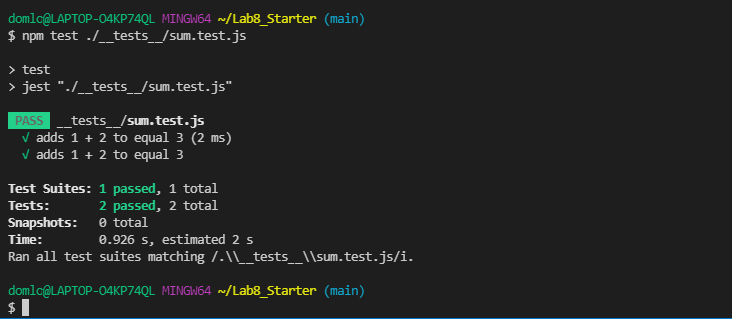 domlo@LAPTOP-O4KP74QL MINGW64 ~/Lab8_Starter (main)
$ npm test ./__tests__/sum.test.js
> test
> jest "./__tests__/sum.test.js"
PASS __tests__/sum.test.js
√ adds 1 + 2 to equal 3 (2 ms)
√ adds 1 + 2 to equal 3
Test Suites: 1 passed, 1 total
Tests:       2 passed, 2 total
Snapshots:   0 total
Time:        0.926 s, estimated 2 s
Ran all test suites matching /.\\__tests__\\sum.test.js/i.
domlo@LAPTOP-O4KP74QL MINGW64 ~/Lab8_Starter (main)
$